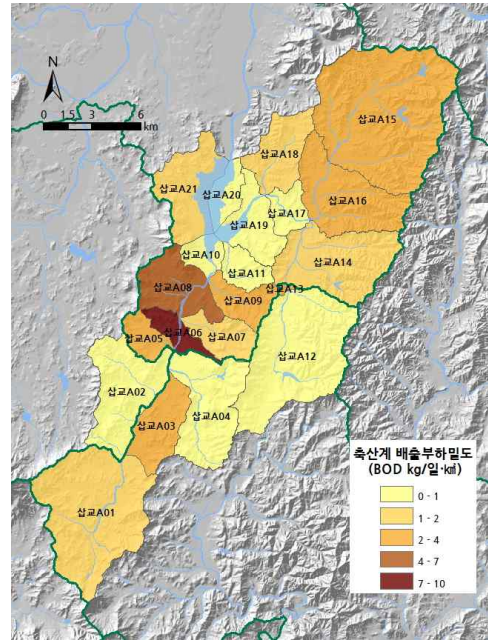 N
0 1.5 3 6
km
삽교A15
삽교A18
삽교A21
삽교A20
삽교A16
삽교A17
삽교A19
삽교A10
삽교A11
삽교A14
삽교A08
삽교A13
삽교A09
삽교A05
삽교A06
삽교A07
삽교A12
삽교A02
삽교A04
삽교A03
삽교A01
축산계 배출부하밀도
(BOD kg/일·㎢)
0 - 1
1 - 2
2 - 4
4 - 7
7 - 10